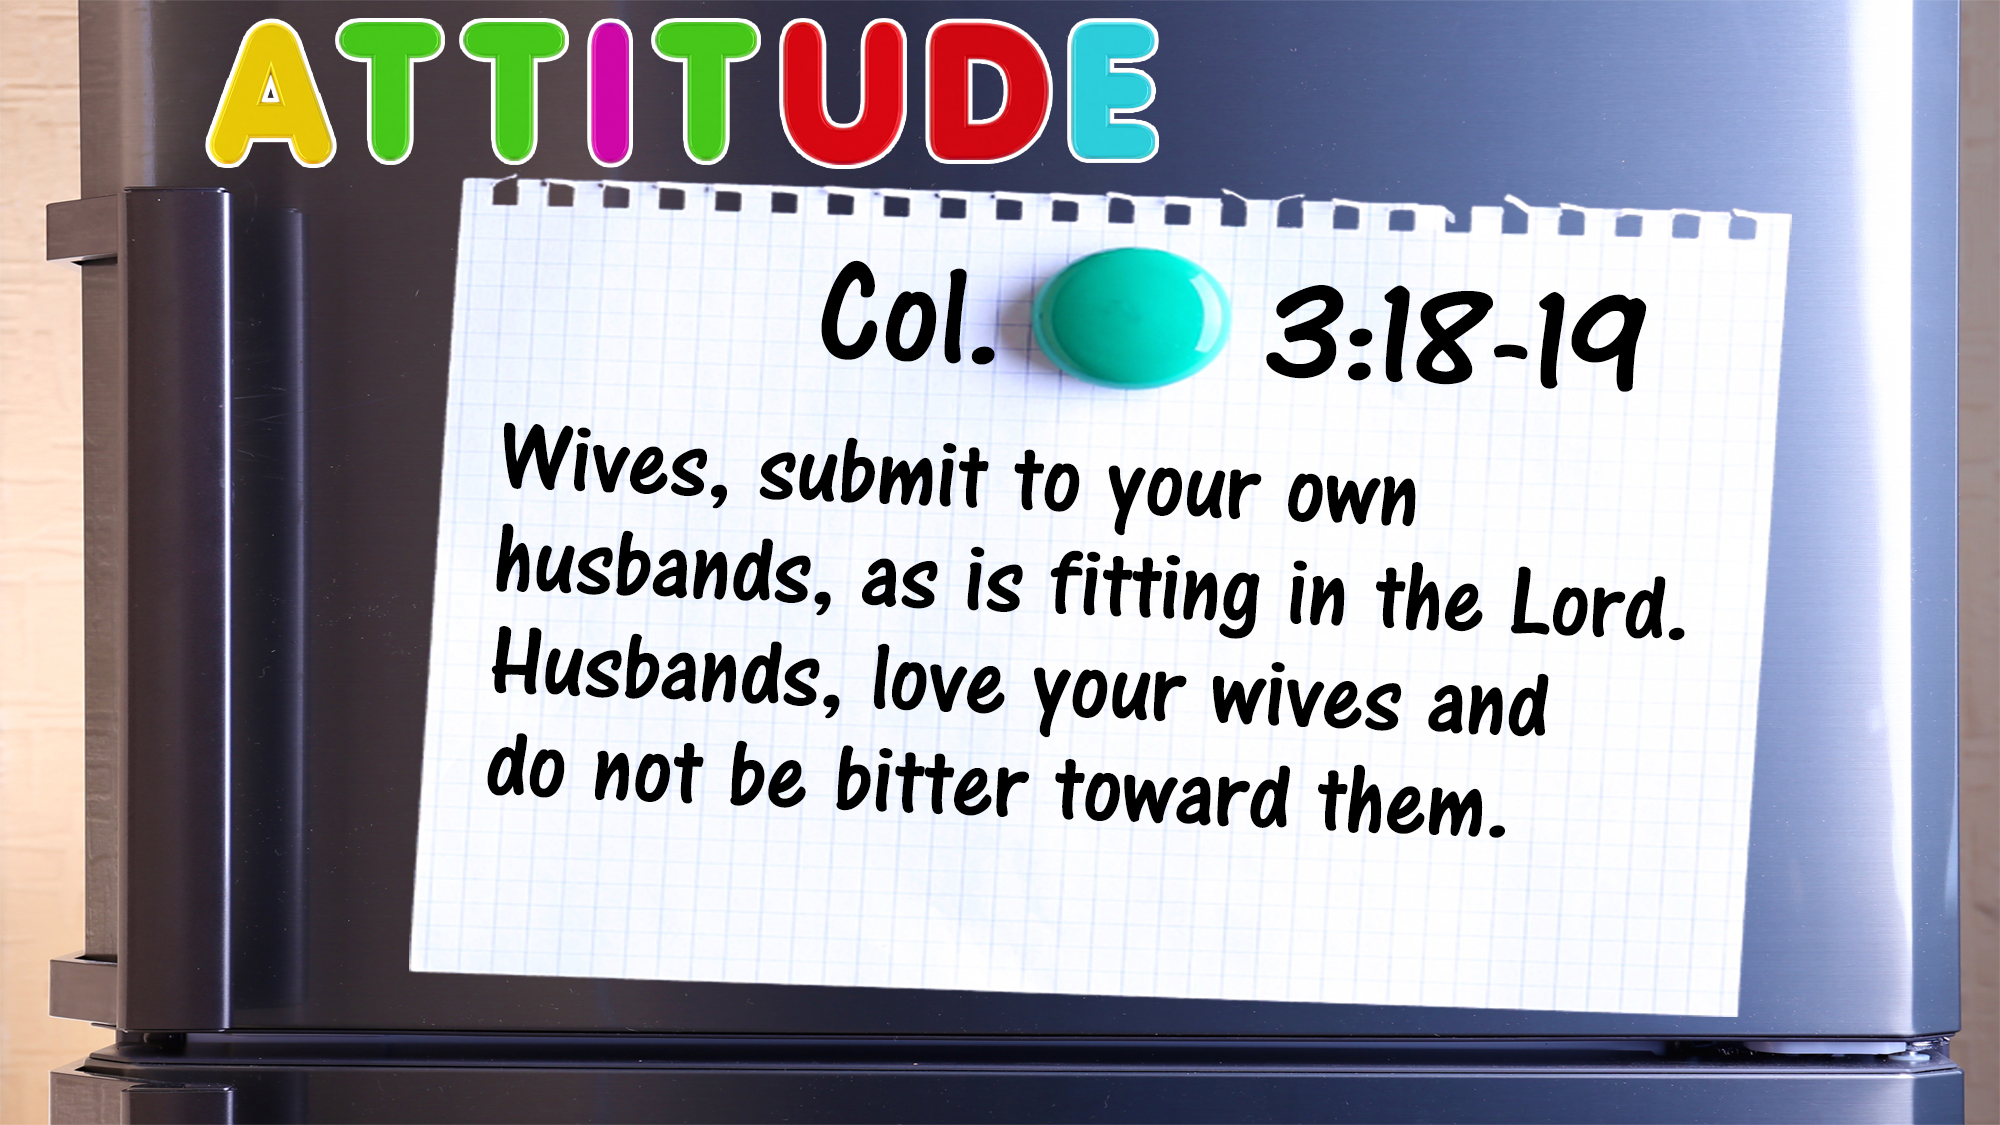 ATTITUDE
Col. 3:18-19
Wives, submit to your own
husbands, as is fitting in the Lord.
Husbands, love your wives and
do not be bitter toward them.